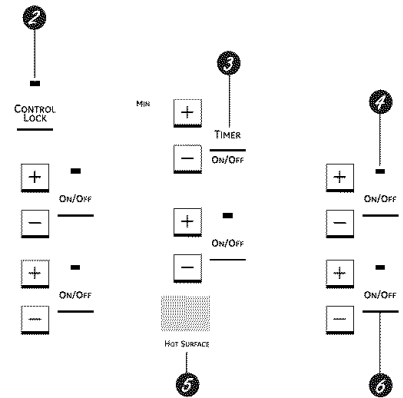 2
3
CONTROL
LOCK
MIN
+
TIMER
4
−
ON/OFF
+
+
ON/OFF
ON/OFF
−
+
−
ON/OFF
+
−
+
ON/OFF
ON/OFF
−
−
HOT SURFACE
5
6